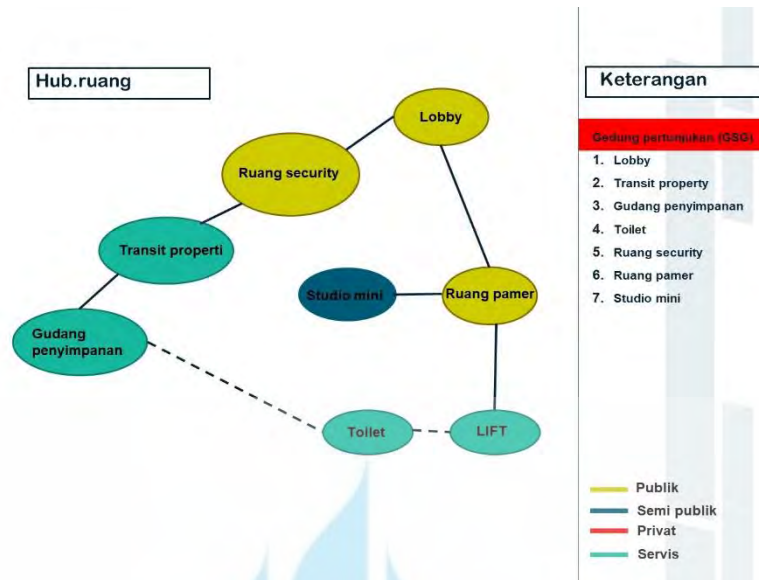 Hub.ruang
Keterangan
Lobby
Ruang security
Transit properti
Studio mini
Ruang pamer
Gudang
penyimpanan
Toilet
LIFT
Gedung pertunjukan (GSG)
1. Lobby
2. Transit property
3. Gudang penyimpanan
4. Toilet
5. Ruang security
6. Ruang pamer
7. Studio mini
Publik
Semi publik
Privat
Servis